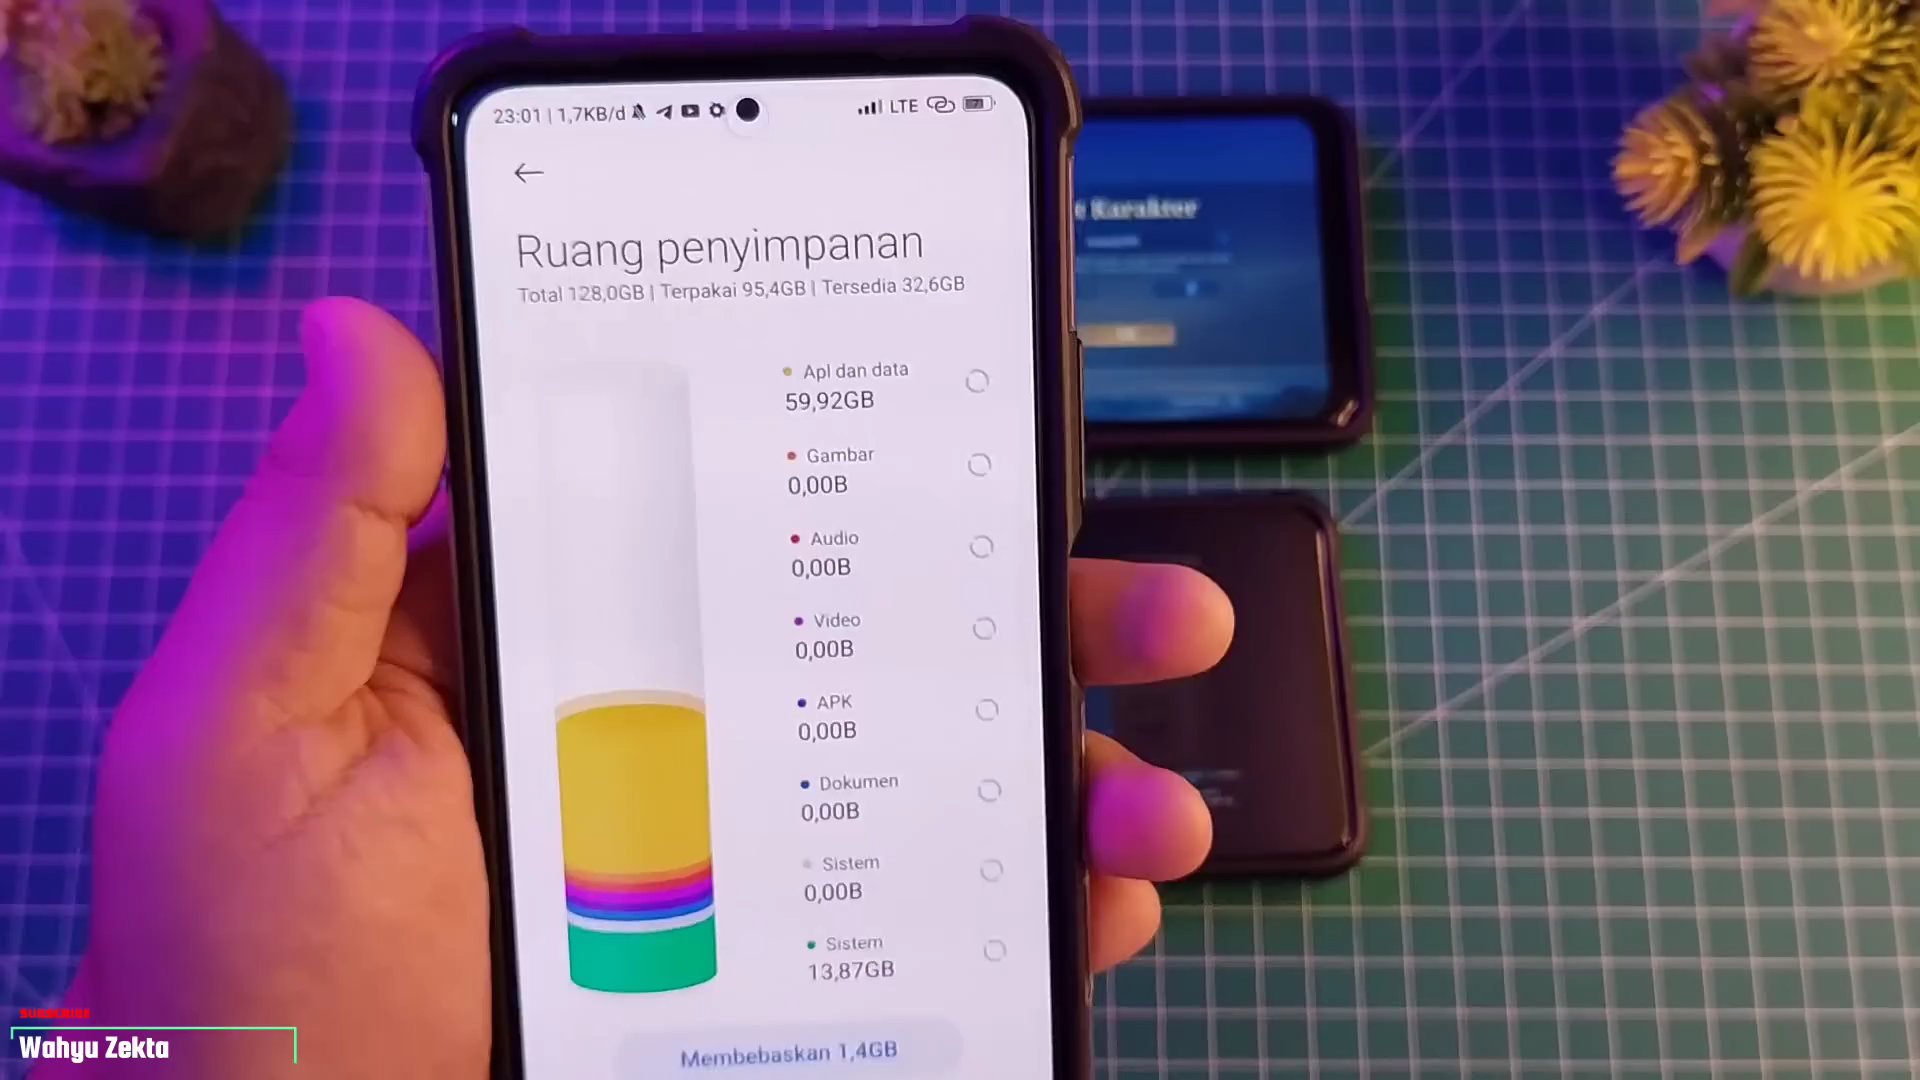 23:01 | 1,7KB/d
LTE
Ruang penyimpanan
Total 128,0GB | Terpakai 95,4GB | Tersedia 32,6GB
Apl dan data
59,92GB
Gambar
0,00B
Audio
0,00B
Video
0,00B
APK
0,00B
Dokumen
0,00B
Sistem
0,00B
Sistem
13,87GB
Membebaskan 1,4GB
Karakter
SUBSCRIBE
Wahyu Zekta